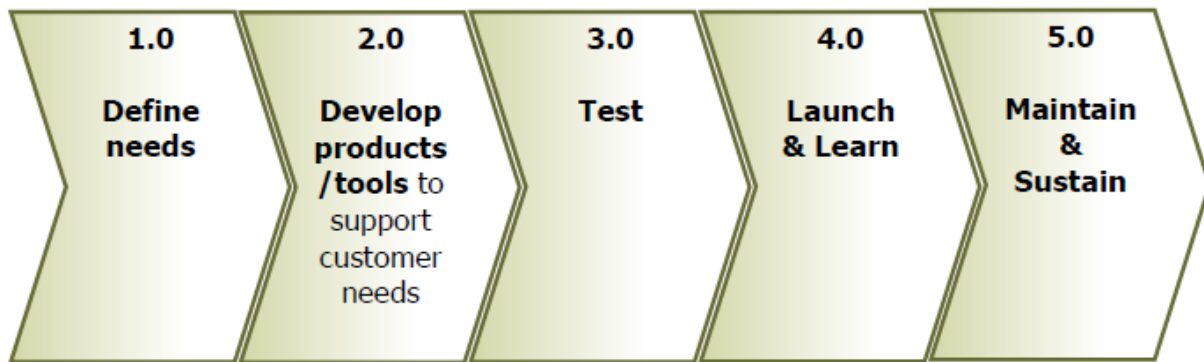 1.0
Define
needs
2.0
Develop
products
/tools to
support
customer
needs
3.0
Test
4.0
Launch
& Learn
5.0
Maintain
&
Sustain